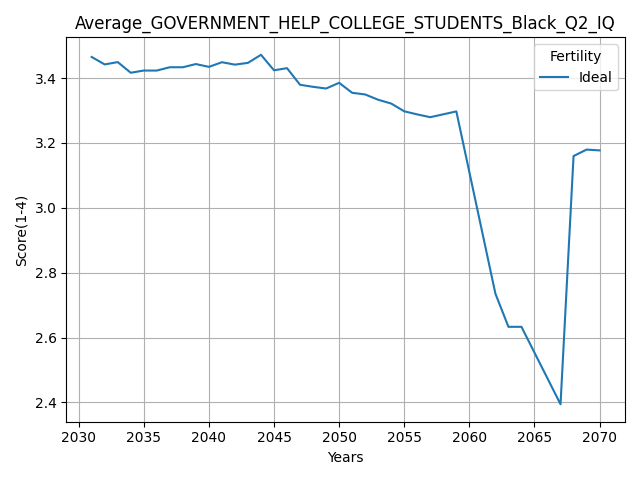 Average_GOVERNMENT_HELP_COLLEGE_STUDENTS_Black_Q2_IQ
Fertility
Ideal
Score(1-4)
3.4
3.2
3.0
2.8
2.6
2.4
2030 2035 2040 2045 2050 2055 2060 2065 2070
Years